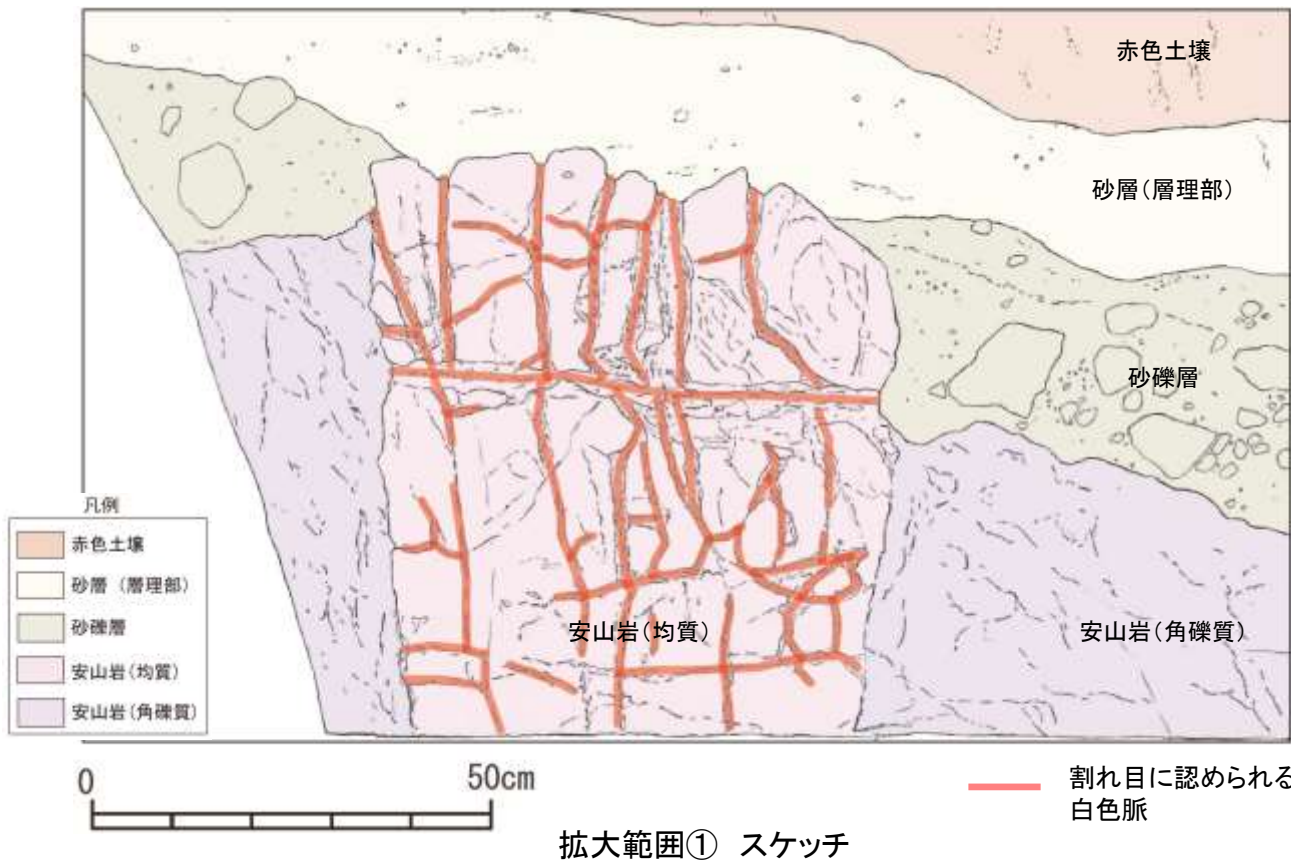 赤色土壌
砂層(層理部)
砂礫層
安山岩(均質)
安山岩(角礫質)
凡例
赤色土壌
砂層 (層理部)
砂礫層
安山岩(均質)
安山岩(角礫質)
0 50cm
割れ目に認められる
白色脈
拡大範囲① スケッチ